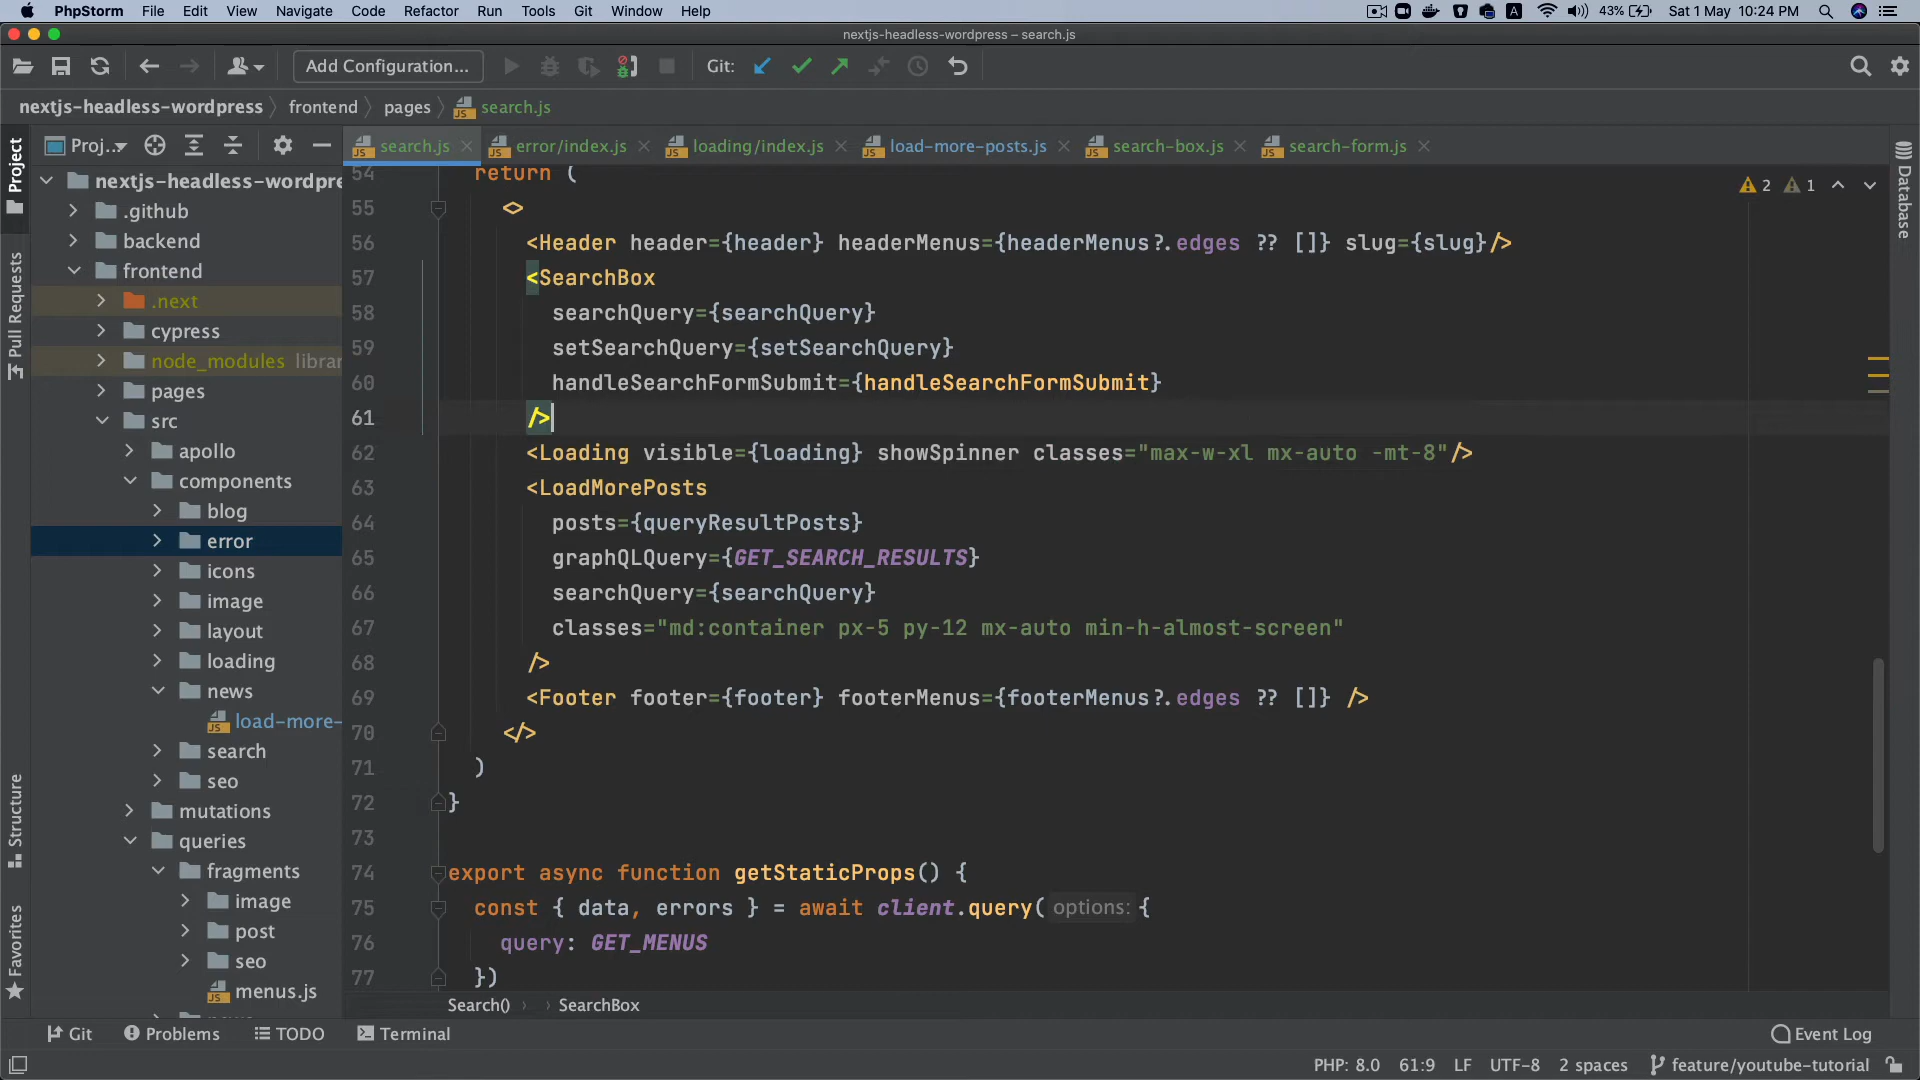 PhpStorm File Edit View Navigate Code Refactor Run Tools Git Window Help A 43% Sat 1 May 10:24 PM
nextjs-headless-wordpress – search.js
Add Configuration... Git:
nextjs-headless-wordpress frontend pages search.js
Proj... search.js error/index.js loading/index.js load-more-posts.js search-box.js search-form.js
Project
Pull Requests
Structure
Favorites
Database
nextjs-headless-wordpre
.github
backend
frontend
.next
cypress
node_modules librar
pages
src
apollo
components
blog
error
icons
image
layout
loading
news
load-more-
search
seo
mutations
queries
fragments
image
post
seo
menus.js
2 1
54 return (
55 <>
56 <Header header={header} headerMenus={headerMenus?.edges ?? []} slug={slug}/>
57 <SearchBox
58 searchQuery={searchQuery}
59 setSearchQuery={setSearchQuery}
60 handleSearchFormSubmit={handleSearchFormSubmit}
61 />
62 <Loading visible={loading} showSpinner classes="max-w-xl mx-auto -mt-8"/>
63 <LoadMorePosts
64 posts={queryResultPosts}
65 graphQLQuery={GET_SEARCH_RESULTS}
66 searchQuery={searchQuery}
67 classes="md:container px-5 py-12 mx-auto min-h-almost-screen"
68 />
69 <Footer footer={footer} footerMenus={footerMenus?.edges ?? []} />
70 </>
71 )
72 }
73
74 export async function getStaticProps() {
75 const { data, errors } = await client.query( options: {
76 query: GET_MENUS
77 })
Search() SearchBox
Git Problems TODO Terminal Event Log
PHP: 8.0 61:9 LF UTF-8 2 spaces feature/youtube-tutorial